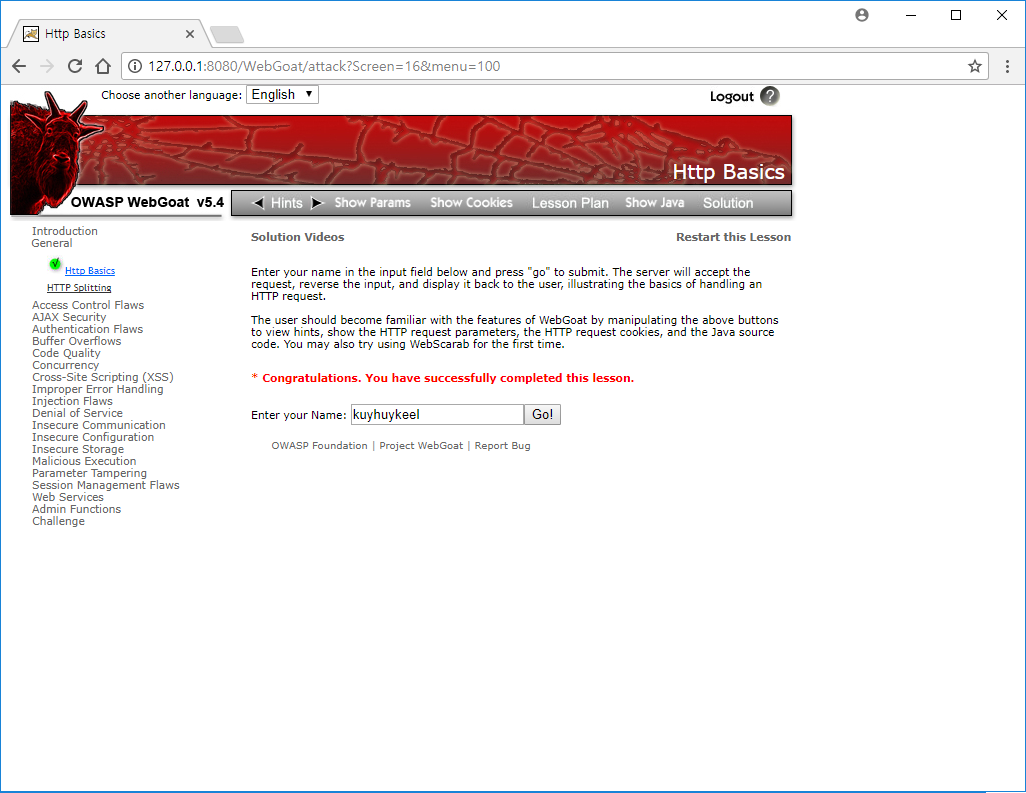 Http Basics
127.0.0.1:8080/WebGoat/attack?Screen=16&menu=100
Choose another language: English
Logout ?
Http Basics
OWASP WebGoat v5.4
Hints Show Params Show Cookies Lesson Plan Show Java Solution
Introduction
General
Http Basics
HTTP Splitting
Access Control Flaws
AJAX Security
Authentication Flaws
Buffer Overflows
Code Quality
Concurrency
Cross-Site Scripting (XSS)
Improper Error Handling
Injection Flaws
Denial of Service
Insecure Communication
Insecure Configuration
Insecure Storage
Malicious Execution
Parameter Tampering
Session Management Flaws
Web Services
Admin Functions
Challenge
Solution Videos
Restart this Lesson
Enter your name in the input field below and press "go" to submit. The server will accept the
request, reverse the input, and display it back to the user, illustrating the basics of handling an
HTTP request.
The user should become familiar with the features of WebGoat by manipulating the above buttons
to view hints, show the HTTP request parameters, the HTTP request cookies, and the Java source
code. You may also try using WebScarab for the first time.
* Congratulations. You have successfully completed this lesson.
Enter your Name: kuyhuykeel Go!
OWASP Foundation | Project WebGoat | Report Bug